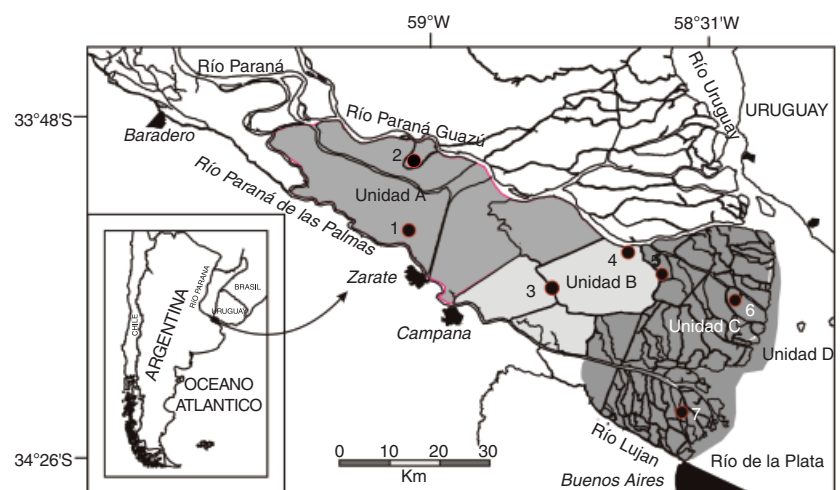 59°W
58°31'W
33°48'S
34°26'S
Río Paraná
Río Paraná Guazú
Río Uruguay
URUGUAY
Baradero
Río Paraná de las Palmas
2
Unidad A
1
Zarate
Campana
3
4
Unidad B
5
6
Unidad C
Unidad D
7
Río Lujan
Río de la Plata
Buenos Aires
0 10 20 30
Km
CHILE
ARGENTINA
RIO PARANA
BRASIL
URUGUAY
OCEANO
ATLANTICO